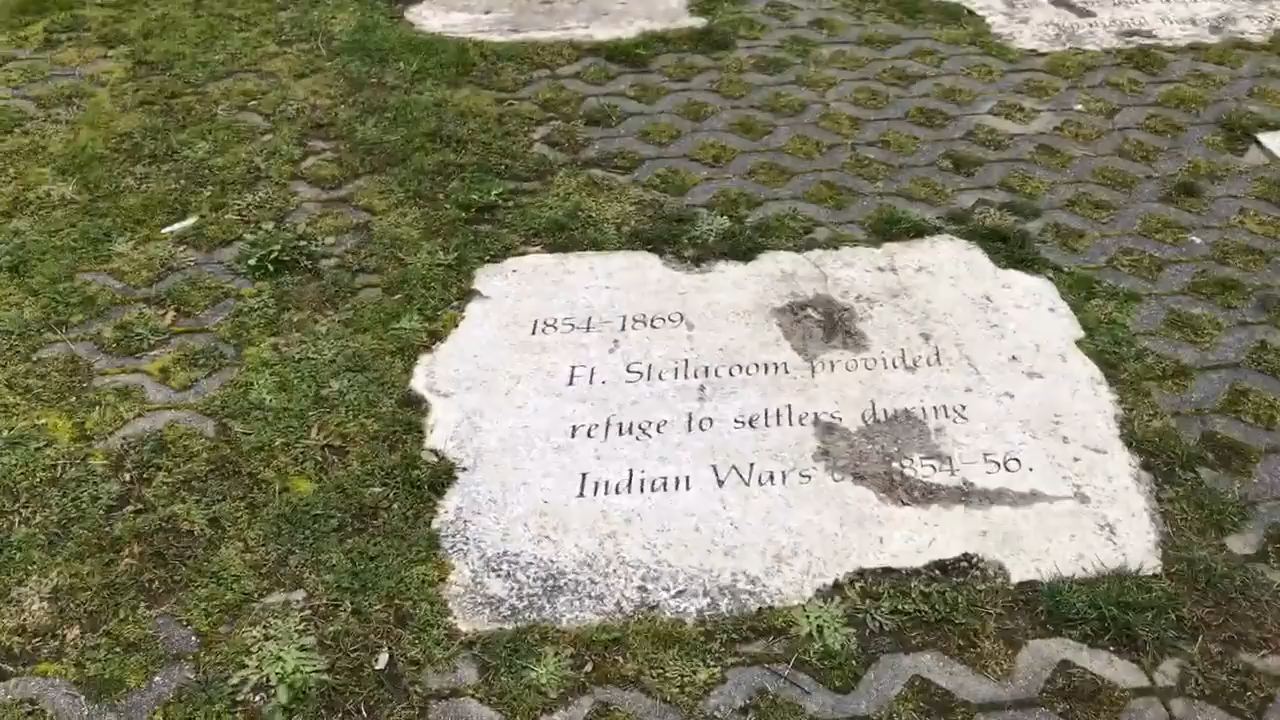 1854–1869
Ft. Steilacoom provided
refuge to settlers during
Indian Wars 854–56.